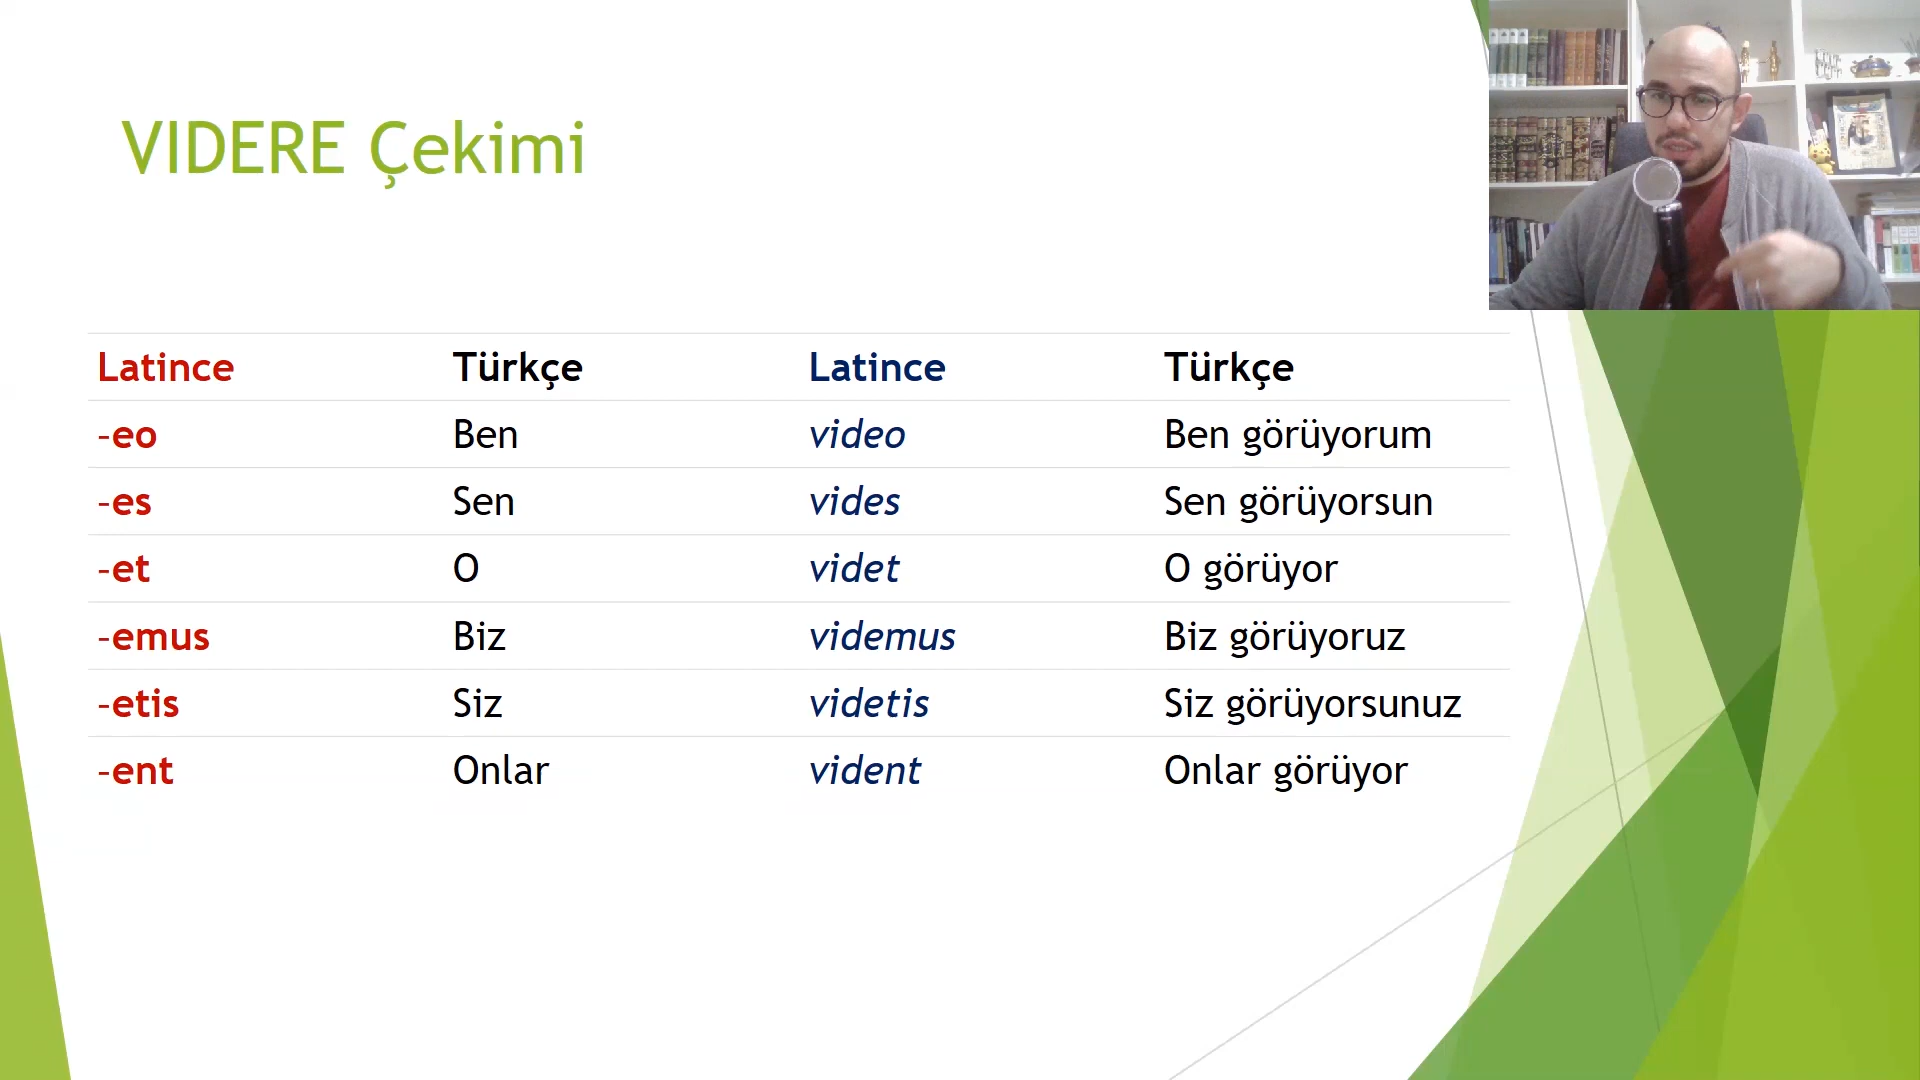 VIDERE Çekimi
Latince Türkçe Latince Türkçe
-eo Ben video Ben görüyorum
-es Sen vides Sen görüyorsun
-et O videt O görüyor
-emus Biz videmus Biz görüyoruz
-etis Siz videtis Siz görüyorsunuz
-ent Onlar vident Onlar görüyor